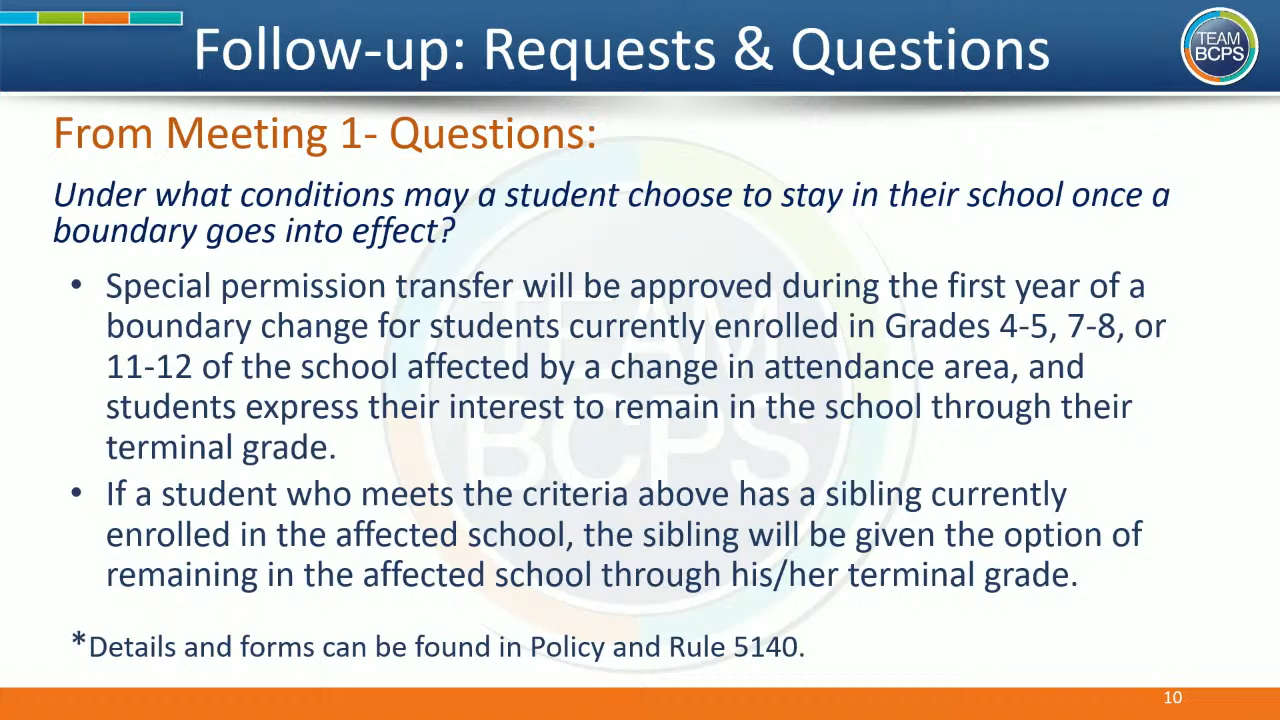 Follow-up: Requests & Questions
TEAM
BCPS
From Meeting 1- Questions:
Under what conditions may a student choose to stay in their school once a
boundary goes into effect?
• Special permission transfer will be approved during the first year of a
boundary change for students currently enrolled in Grades 4-5, 7-8, or
11-12 of the school affected by a change in attendance area, and
students express their interest to remain in the school through their
terminal grade.
• If a student who meets the criteria above has a sibling currently
enrolled in the affected school, the sibling will be given the option of
remaining in the affected school through his/her terminal grade.
*Details and forms can be found in Policy and Rule 5140.
TEAM
BCPS
10